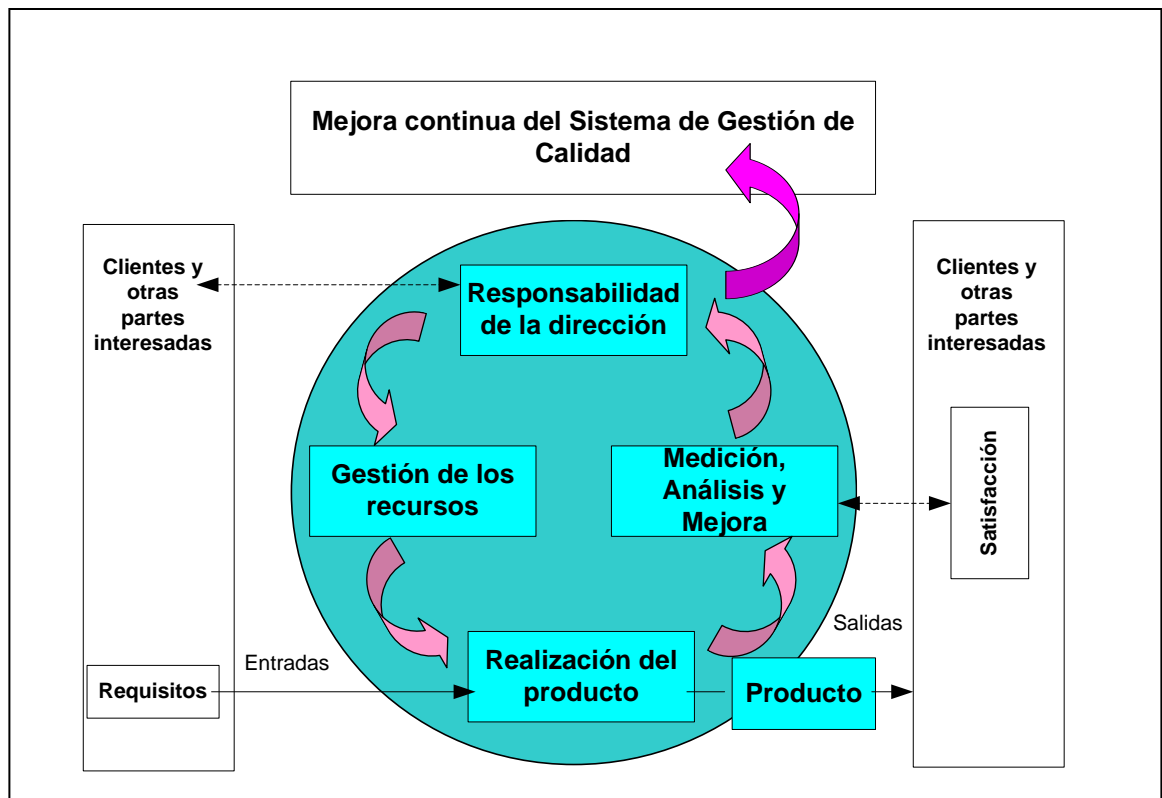 Mejora continua del Sistema de Gestión de
Calidad
Clientes y
otras
partes
interesadas
Responsabilidad
de la dirección
Clientes y
otras
partes
interesadas
Gestión de los
recursos
Medición,
Análisis y
Mejora
Satisfacción
Salidas
Entradas
Requisitos
Realización del
producto
Producto